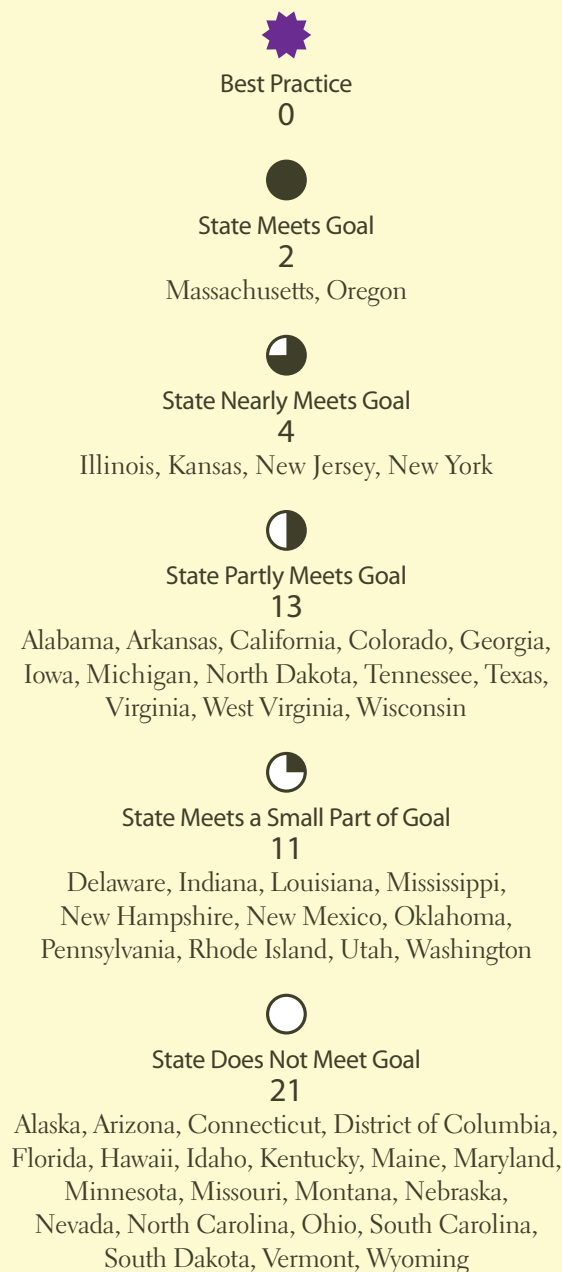 Best Practice
0
State Meets Goal
2
Massachusetts, Oregon
State Nearly Meets Goal
4
Illinois, Kansas, New Jersey, New York
State Partly Meets Goal
13
Alabama, Arkansas, California, Colorado, Georgia,
Iowa, Michigan, North Dakota, Tennessee, Texas,
Virginia, West Virginia, Wisconsin
State Meets a Small Part of Goal
11
Delaware, Indiana, Louisiana, Mississippi,
New Hampshire, New Mexico, Oklahoma,
Pennsylvania, Rhode Island, Utah, Washington
State Does Not Meet Goal
21
Alaska, Arizona, Connecticut, District of Columbia,
Florida, Hawaii, Idaho, Kentucky, Maine, Maryland,
Minnesota, Missouri, Montana, Nebraska,
Nevada, North Carolina, Ohio, South Carolina,
South Dakota, Vermont, Wyoming